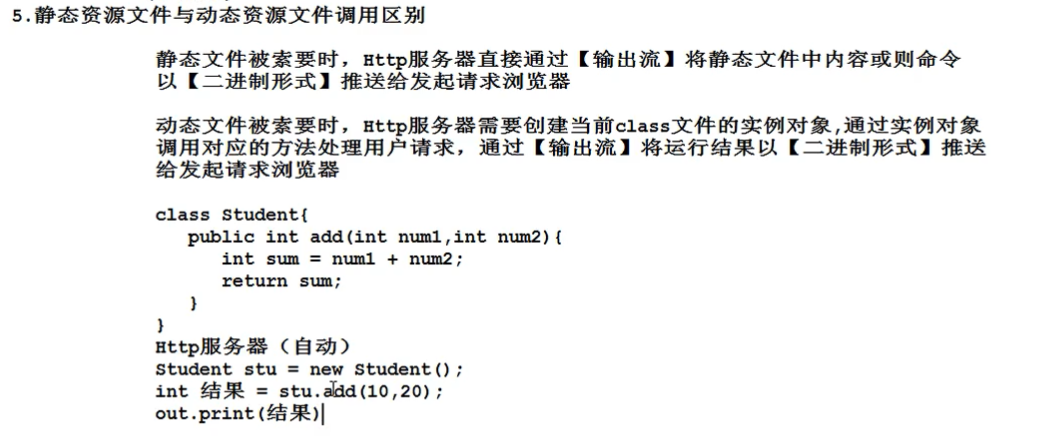 5.静态资源文件与动态资源文件调用区别
静态文件被索要时，Http服务器直接通过【输出流】将静态文件中内容或则命令
以【二进制形式】推送给发起请求浏览器
动态文件被索要时，Http服务器需要创建当前class文件的实例对象,通过实例对象
调用对应的方法处理用户请求，通过【输出流】将运行结果以【二进制形式】推送
给发起请求浏览器
class Student{
public int add(int num1,int num2){
int sum = num1 + num2;
return sum;
}
}
Http服务器（自动）
Student stu = new Student();
int 结果 = stu.add(10,20);
out.print(结果)